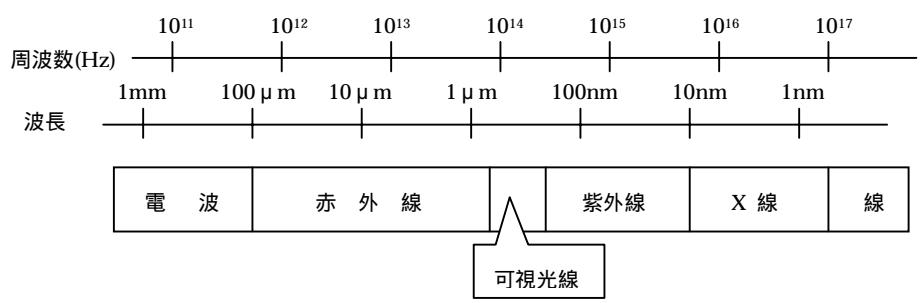 10¹¹ 10¹² 10¹³ 10¹⁴ 10¹⁵ 10¹⁶ 10¹⁷
周波数(Hz)
1mm 100μm 10μm 1μm 100nm 10nm 1nm
波長
電 波 赤 外 線 紫外線 X 線 線
可視光線